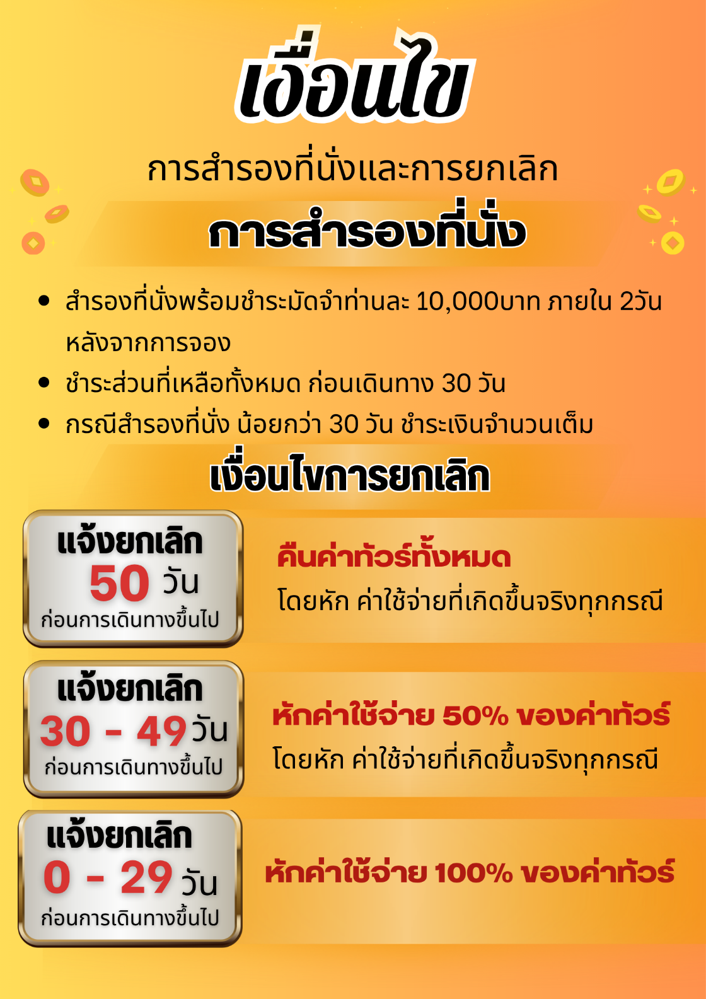 เงื่อนไข
การสำรองที่นั่งและการยกเลิก
การสำรองที่นั่ง
• สำรองที่นั่งพร้อมชำระมัดจำท่านละ 10,000บาท ภายใน 2วัน
หลังจากการจอง
• ชำระส่วนที่เหลือทั้งหมด ก่อนเดินทาง 30 วัน
• กรณีสำรองที่นั่ง น้อยกว่า 30 วัน ชำระเงินจำนวนเต็ม
เงื่อนไขการยกเลิก
แจ้งยกเลิก
50 วัน
ก่อนการเดินทางขึ้นไป
คืนค่าทัวร์ทั้งหมด
โดยหัก ค่าใช้จ่ายที่เกิดขึ้นจริงทุกกรณี
แจ้งยกเลิก
30 - 49 วัน
ก่อนการเดินทางขึ้นไป
หักค่าใช้จ่าย 50% ของค่าทัวร์
โดยหัก ค่าใช้จ่ายที่เกิดขึ้นจริงทุกกรณี
แจ้งยกเลิก
0 - 29 วัน
ก่อนการเดินทางขึ้นไป
หักค่าใช้จ่าย 100% ของค่าทัวร์